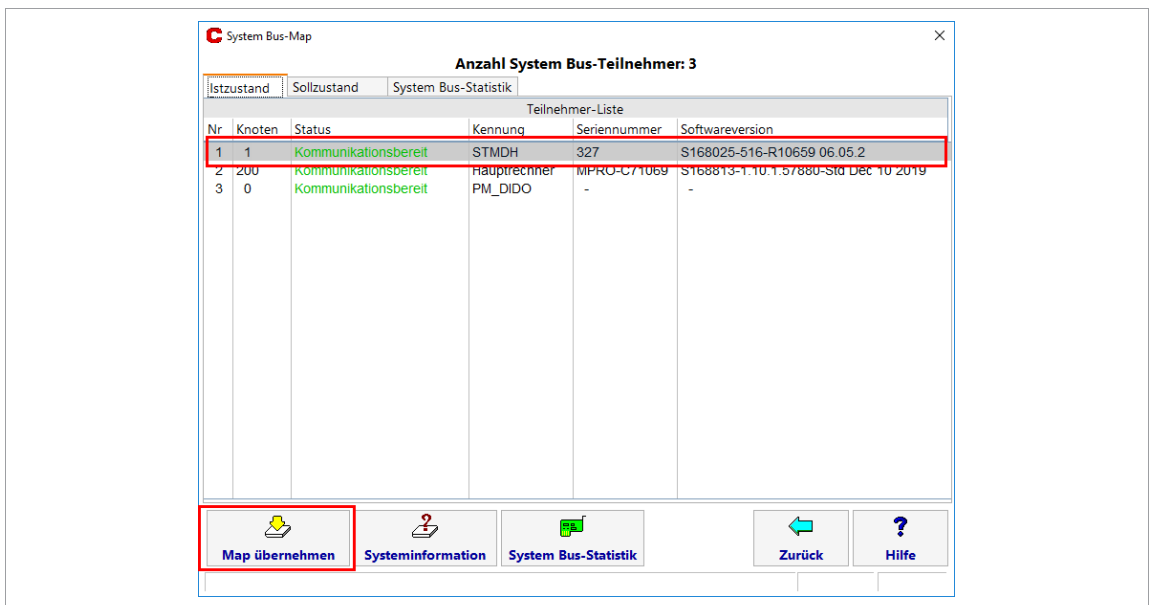 System Bus-Map
Anzahl System Bus-Teilnehmer: 3
Istzustand Sollzustand System Bus-Statistik
Teilnehmer-Liste
Nr Knoten Status Kennung Seriennummer Softwareversion
1 1 Kommunikationsbereit STMDH 327 S168025-516-R10659 06.05.2
2 200 Kommunikationsbereit Hauptrechner MPRO-C71069 S168813-1.10.1.57880-Std Dec 10 2019
3 0 Kommunikationsbereit PM_DIDO - -
Map übernehmen Systeminformation System Bus-Statistik Zurück Hilfe